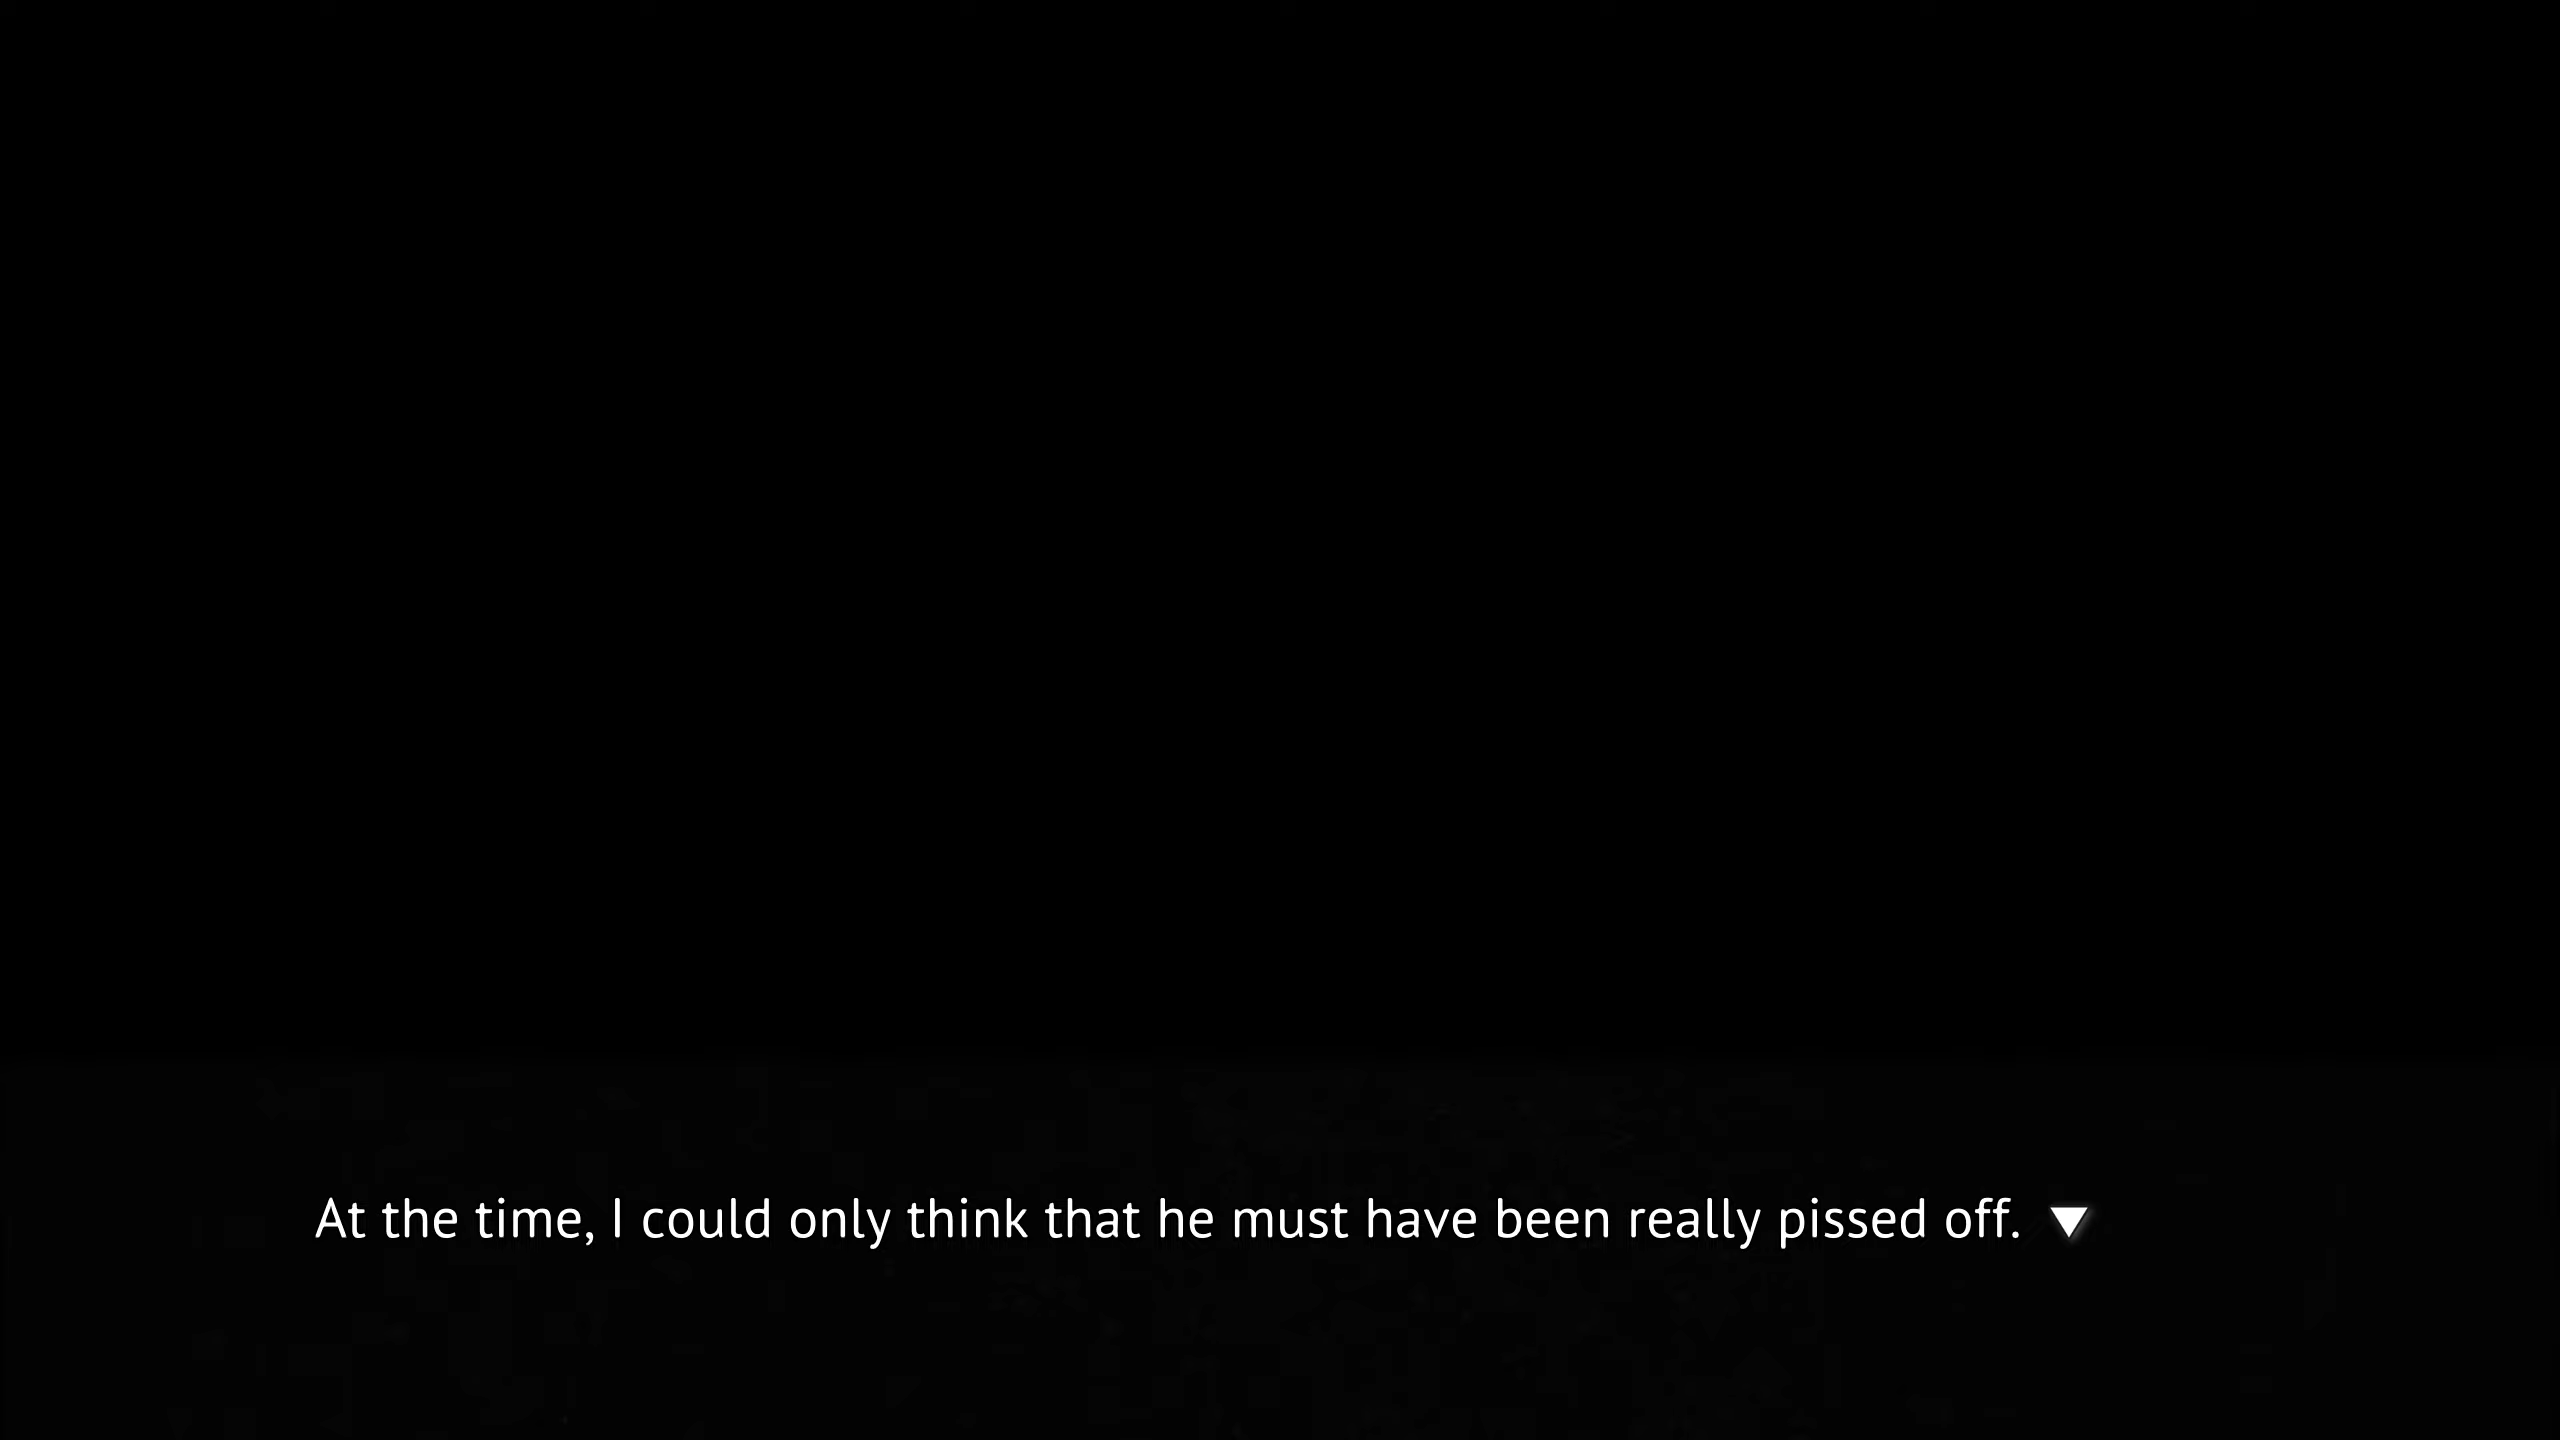 At the time, I could only think that he must have been really pissed off.